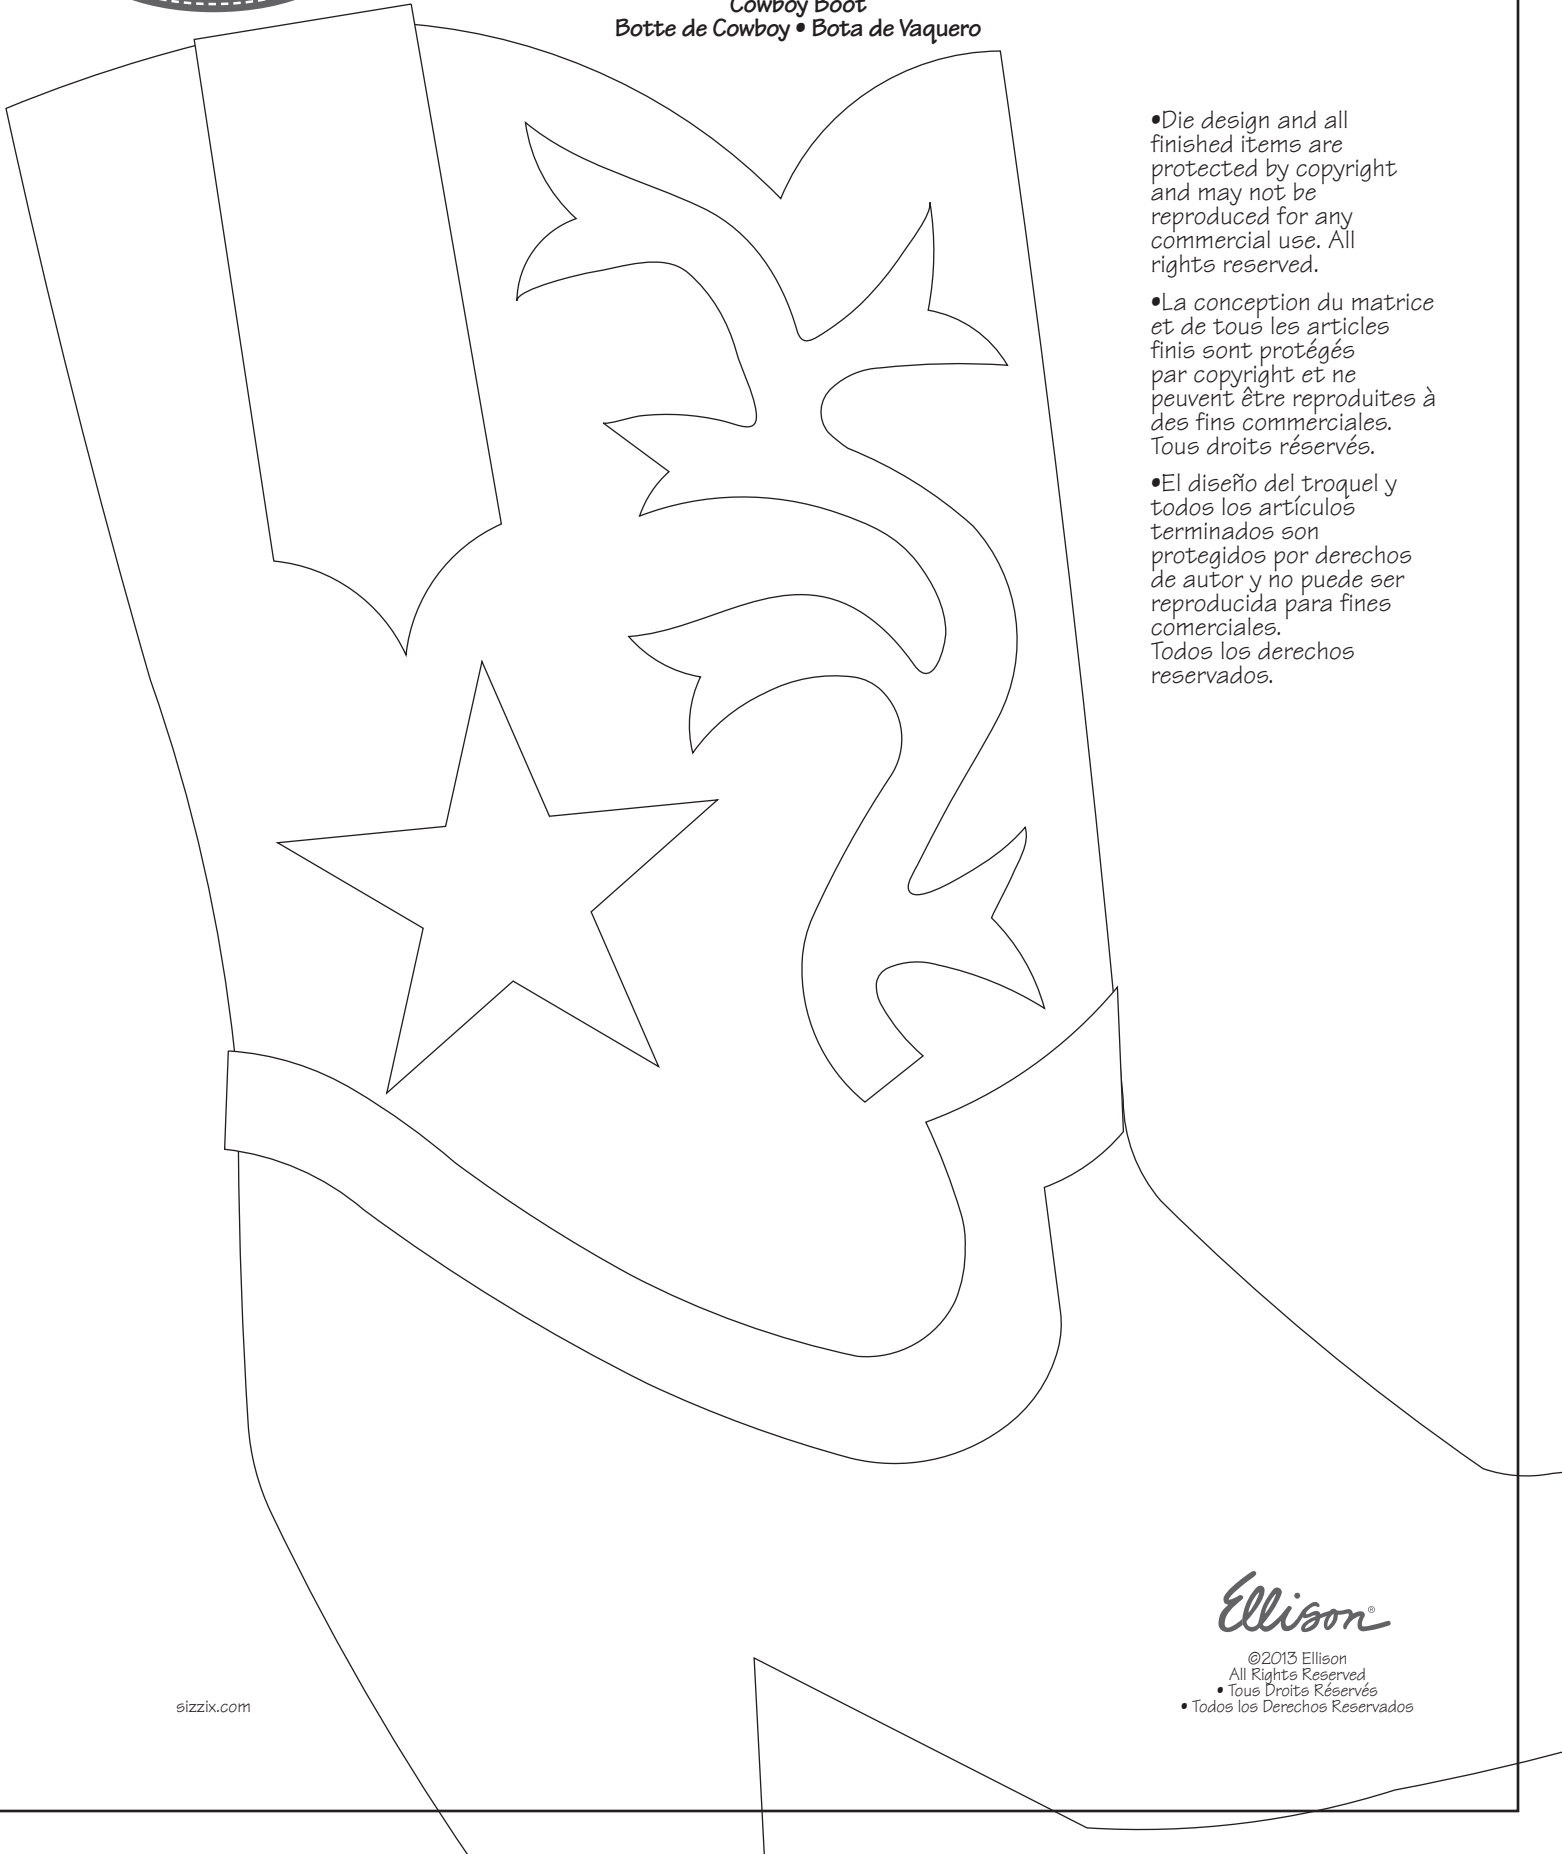 Cowboy Boot
Botte de Cowboy • Bota de Vaquero
•Die design and all
finished items are
protected by copyright
and may not be
reproduced for any
commercial use. All
rights reserved.
•La conception du matrice
et de tous les articles
finis sont protégés
par copyright et ne
peuvent être reproduites à
des fins commerciales.
Tous droits réservés.
•El diseño del troquel y
todos los artículos
terminados son
protegidos por derechos
de autor y no puede ser
reproducida para fines
comerciales.
Todos los derechos
reservados.
Ellison®
©2013 Ellison
All Rights Reserved
• Tous Droits Réservés
• Todos los Derechos Reservados
sizzix.com